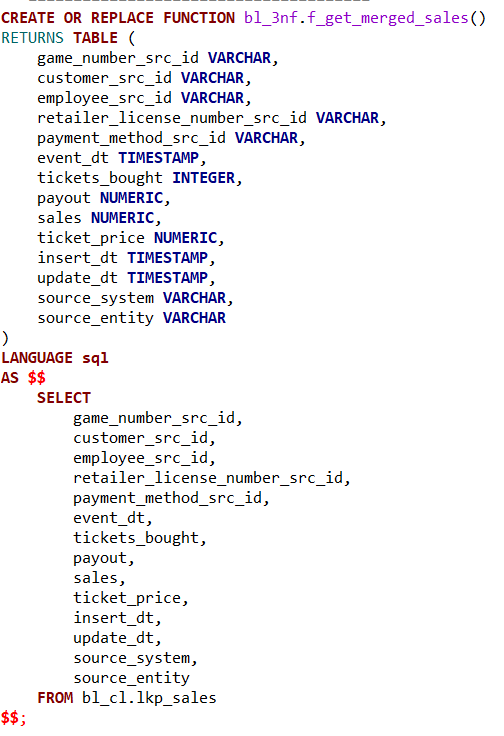 CREATE OR REPLACE FUNCTION bl_3nf.f_get_merged_sales()
RETURNS TABLE (
    game_number_src_id VARCHAR,
    customer_src_id VARCHAR,
    employee_src_id VARCHAR,
    retailer_license_number_src_id VARCHAR,
    payment_method_src_id VARCHAR,
    event_dt TIMESTAMP,
    tickets_bought INTEGER,
    payout NUMERIC,
    sales NUMERIC,
    ticket_price NUMERIC,
    insert_dt TIMESTAMP,
    update_dt TIMESTAMP,
    source_system VARCHAR,
    source_entity VARCHAR
)
LANGUAGE sql
AS $$
    SELECT
        game_number_src_id,
        customer_src_id,
        employee_src_id,
        retailer_license_number_src_id,
        payment_method_src_id,
        event_dt,
        tickets_bought,
        payout,
        sales,
        ticket_price,
        insert_dt,
        update_dt,
        source_system,
        source_entity
    FROM bl_cl.lkp_sales
$$;